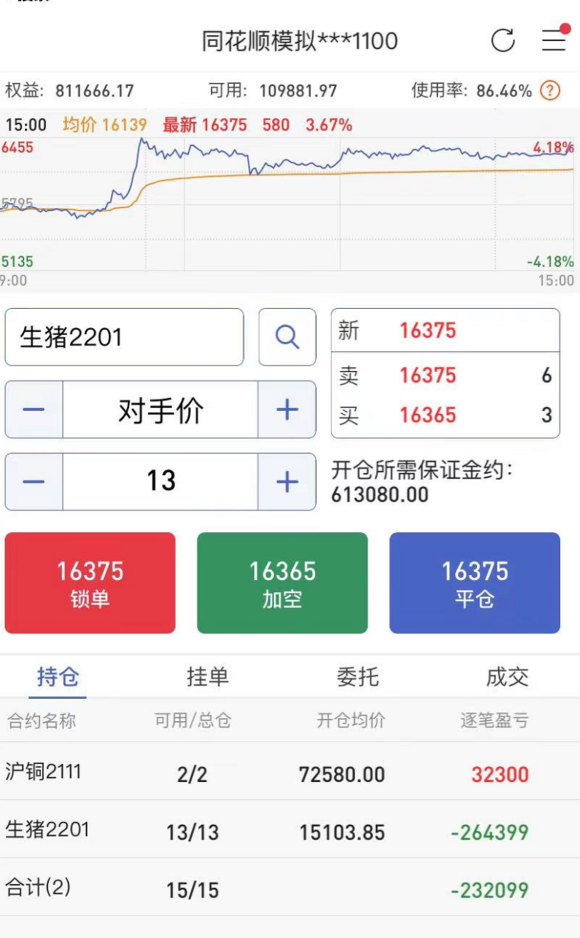 同花顺模拟***1100
权益: 811666.17 可用: 109881.97 使用率: 86.46% ?
15:00 均价 16139 最新 16375 580 3.67%
6455 4.18%
5795
5135 -4.18%
9:00 15:00
生猪2201
新 16375
卖 16375 6
买 16365 3
对手价
13
开仓所需保证金约:
613080.00
16375 16365 16375
锁单 加空 平仓
持仓 挂单 委托 成交
合约名称 可用/总仓 开仓均价 逐笔盈亏
沪铜2111 2/2 72580.00 32300
生猪2201 13/13 15103.85 -264399
合计(2) 15/15 -232099